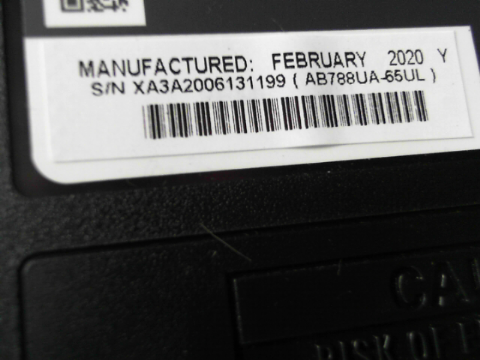 MANUFACTURED: FEBRUARY 2020 Y
S/N XA3A2006131199 ( AB788UA-65UL )